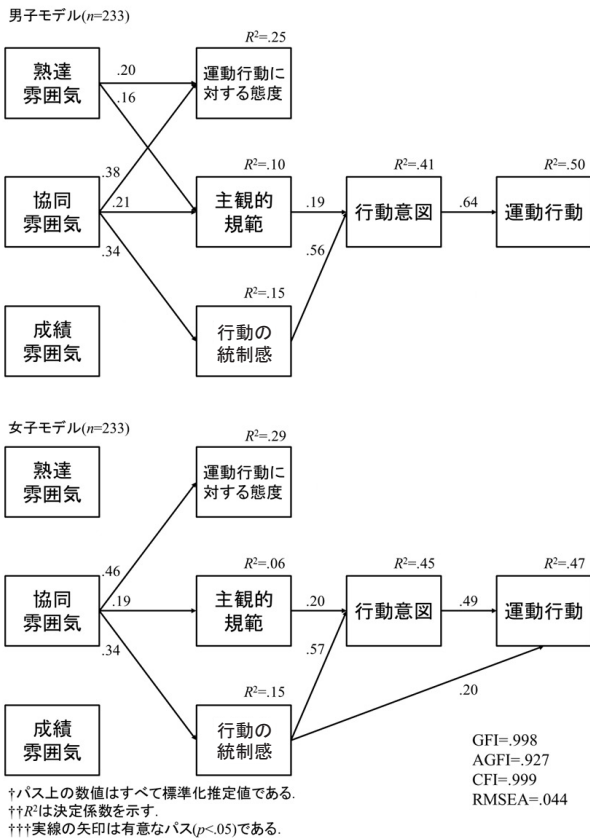 男子モデル(n=233)
R²=.25
熟達
雰囲気
.20
.16
運動行動に
対する態度
R²=.10
R²=.41
R²=.50
.38
協同
雰囲気
.21
.34
主観的
規範
.19
行動意図
.64
運動行動
.56
R²=.15
成績
雰囲気
行動の
統制感
女子モデル(n=233)
R²=.29
熟達
雰囲気
運動行動に
対する態度
R²=.06
R²=.45
R²=.47
.46
協同
雰囲気
.19
.34
主観的
規範
.20
行動意図
.49
運動行動
.57
R²=.15
.20
成績
雰囲気
行動の
統制感
GFI=.998
AGFI=.927
CFI=.999
RMSEA=.044
†パス上の数値はすべて標準化推定値である.
††R²は決定係数を示す.
†††実線の矢印は有意なパス(p<.05)である.